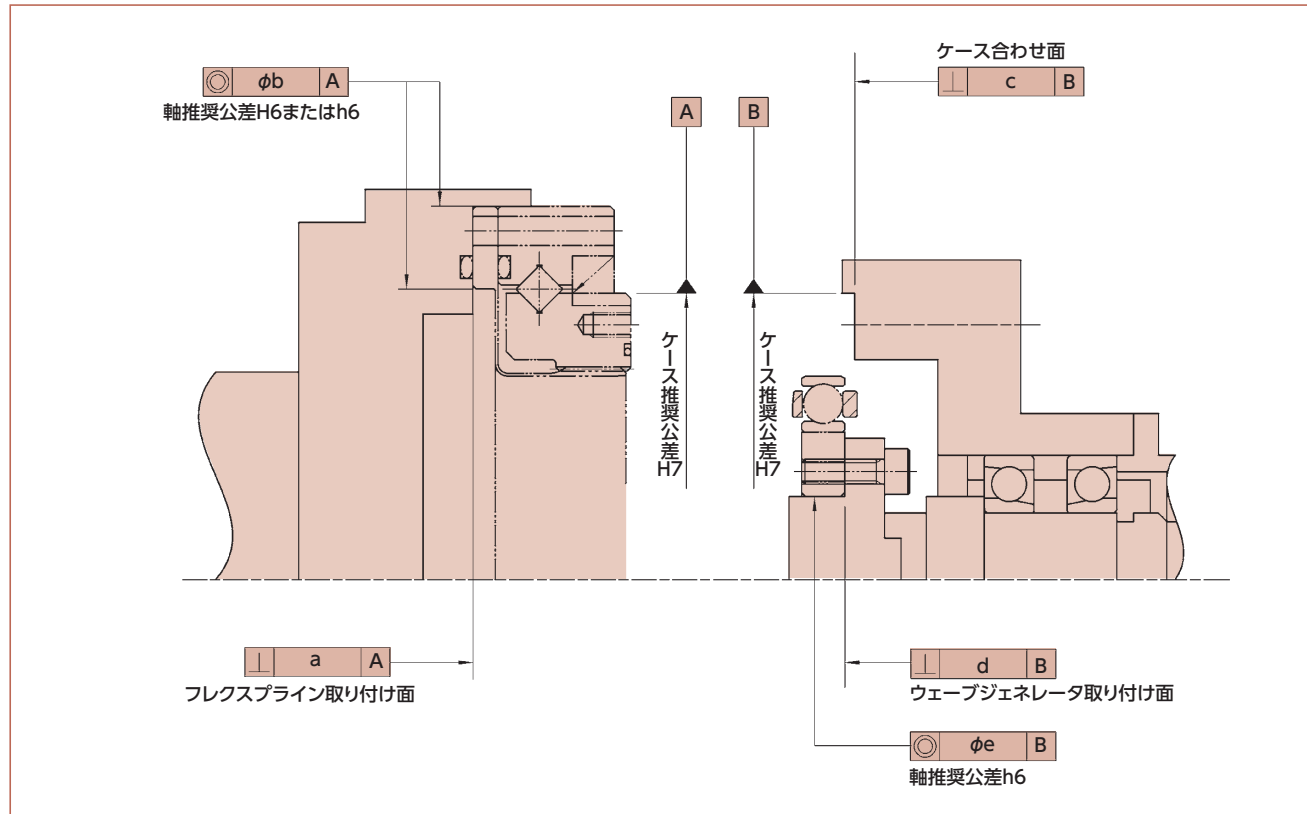 ケース合わせ面
⊥ c B
◎ φb A
軸推奨公差H6またはh6
A
B
ケース推奨公差H7
ケース推奨公差H7
⊥ a A
フレクスプライン取り付け面
⊥ d B
ウェーブジェネレータ取り付け面
◎ φe B
軸推奨公差h6